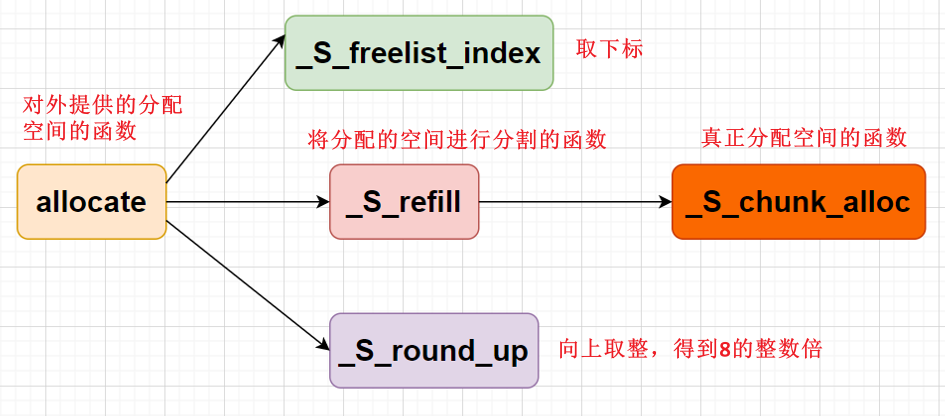 _S_freelist_index
取下标
对外提供的分配
空间的函数
将分配的空间进行分割的函数
真正分配空间的函数
allocate
_S_refill
_S_chunk_alloc
_S_round_up
向上取整，得到8的整数倍